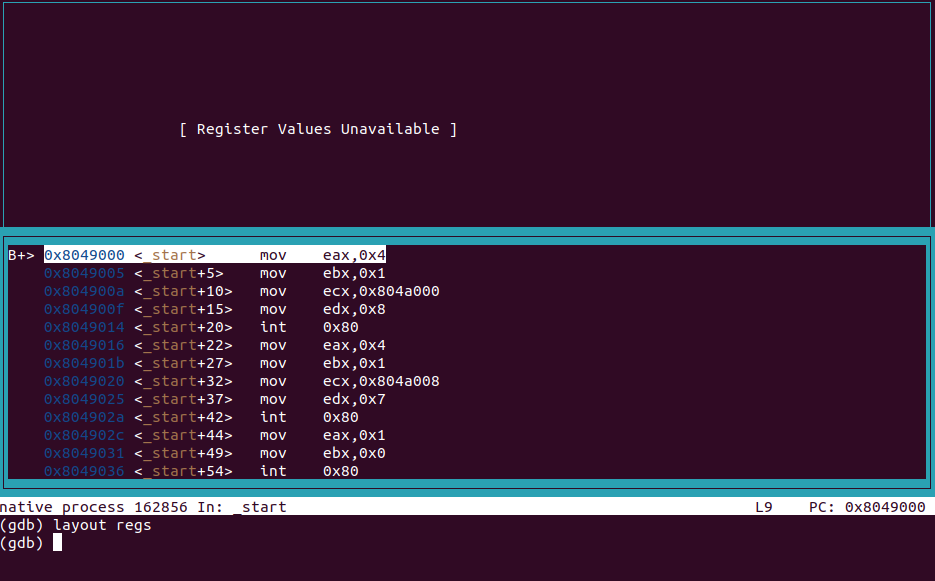 [ Register Values Unavailable ]
B+> 0x8049000 <_start> mov eax,0x4
0x8049005 <_start+5> mov ebx,0x1
0x804900a <_start+10> mov ecx,0x804a000
0x804900f <_start+15> mov edx,0x8
0x8049014 <_start+20> int 0x80
0x8049016 <_start+22> mov eax,0x4
0x804901b <_start+27> mov ebx,0x1
0x8049020 <_start+32> mov ecx,0x804a008
0x8049025 <_start+37> mov edx,0x7
0x804902a <_start+42> int 0x80
0x804902c <_start+44> mov eax,0x1
0x8049031 <_start+49> mov ebx,0x0
0x8049036 <_start+54> int 0x80
native process 162856 In: _start L9 PC: 0x8049000
(gdb) layout regs
(gdb)